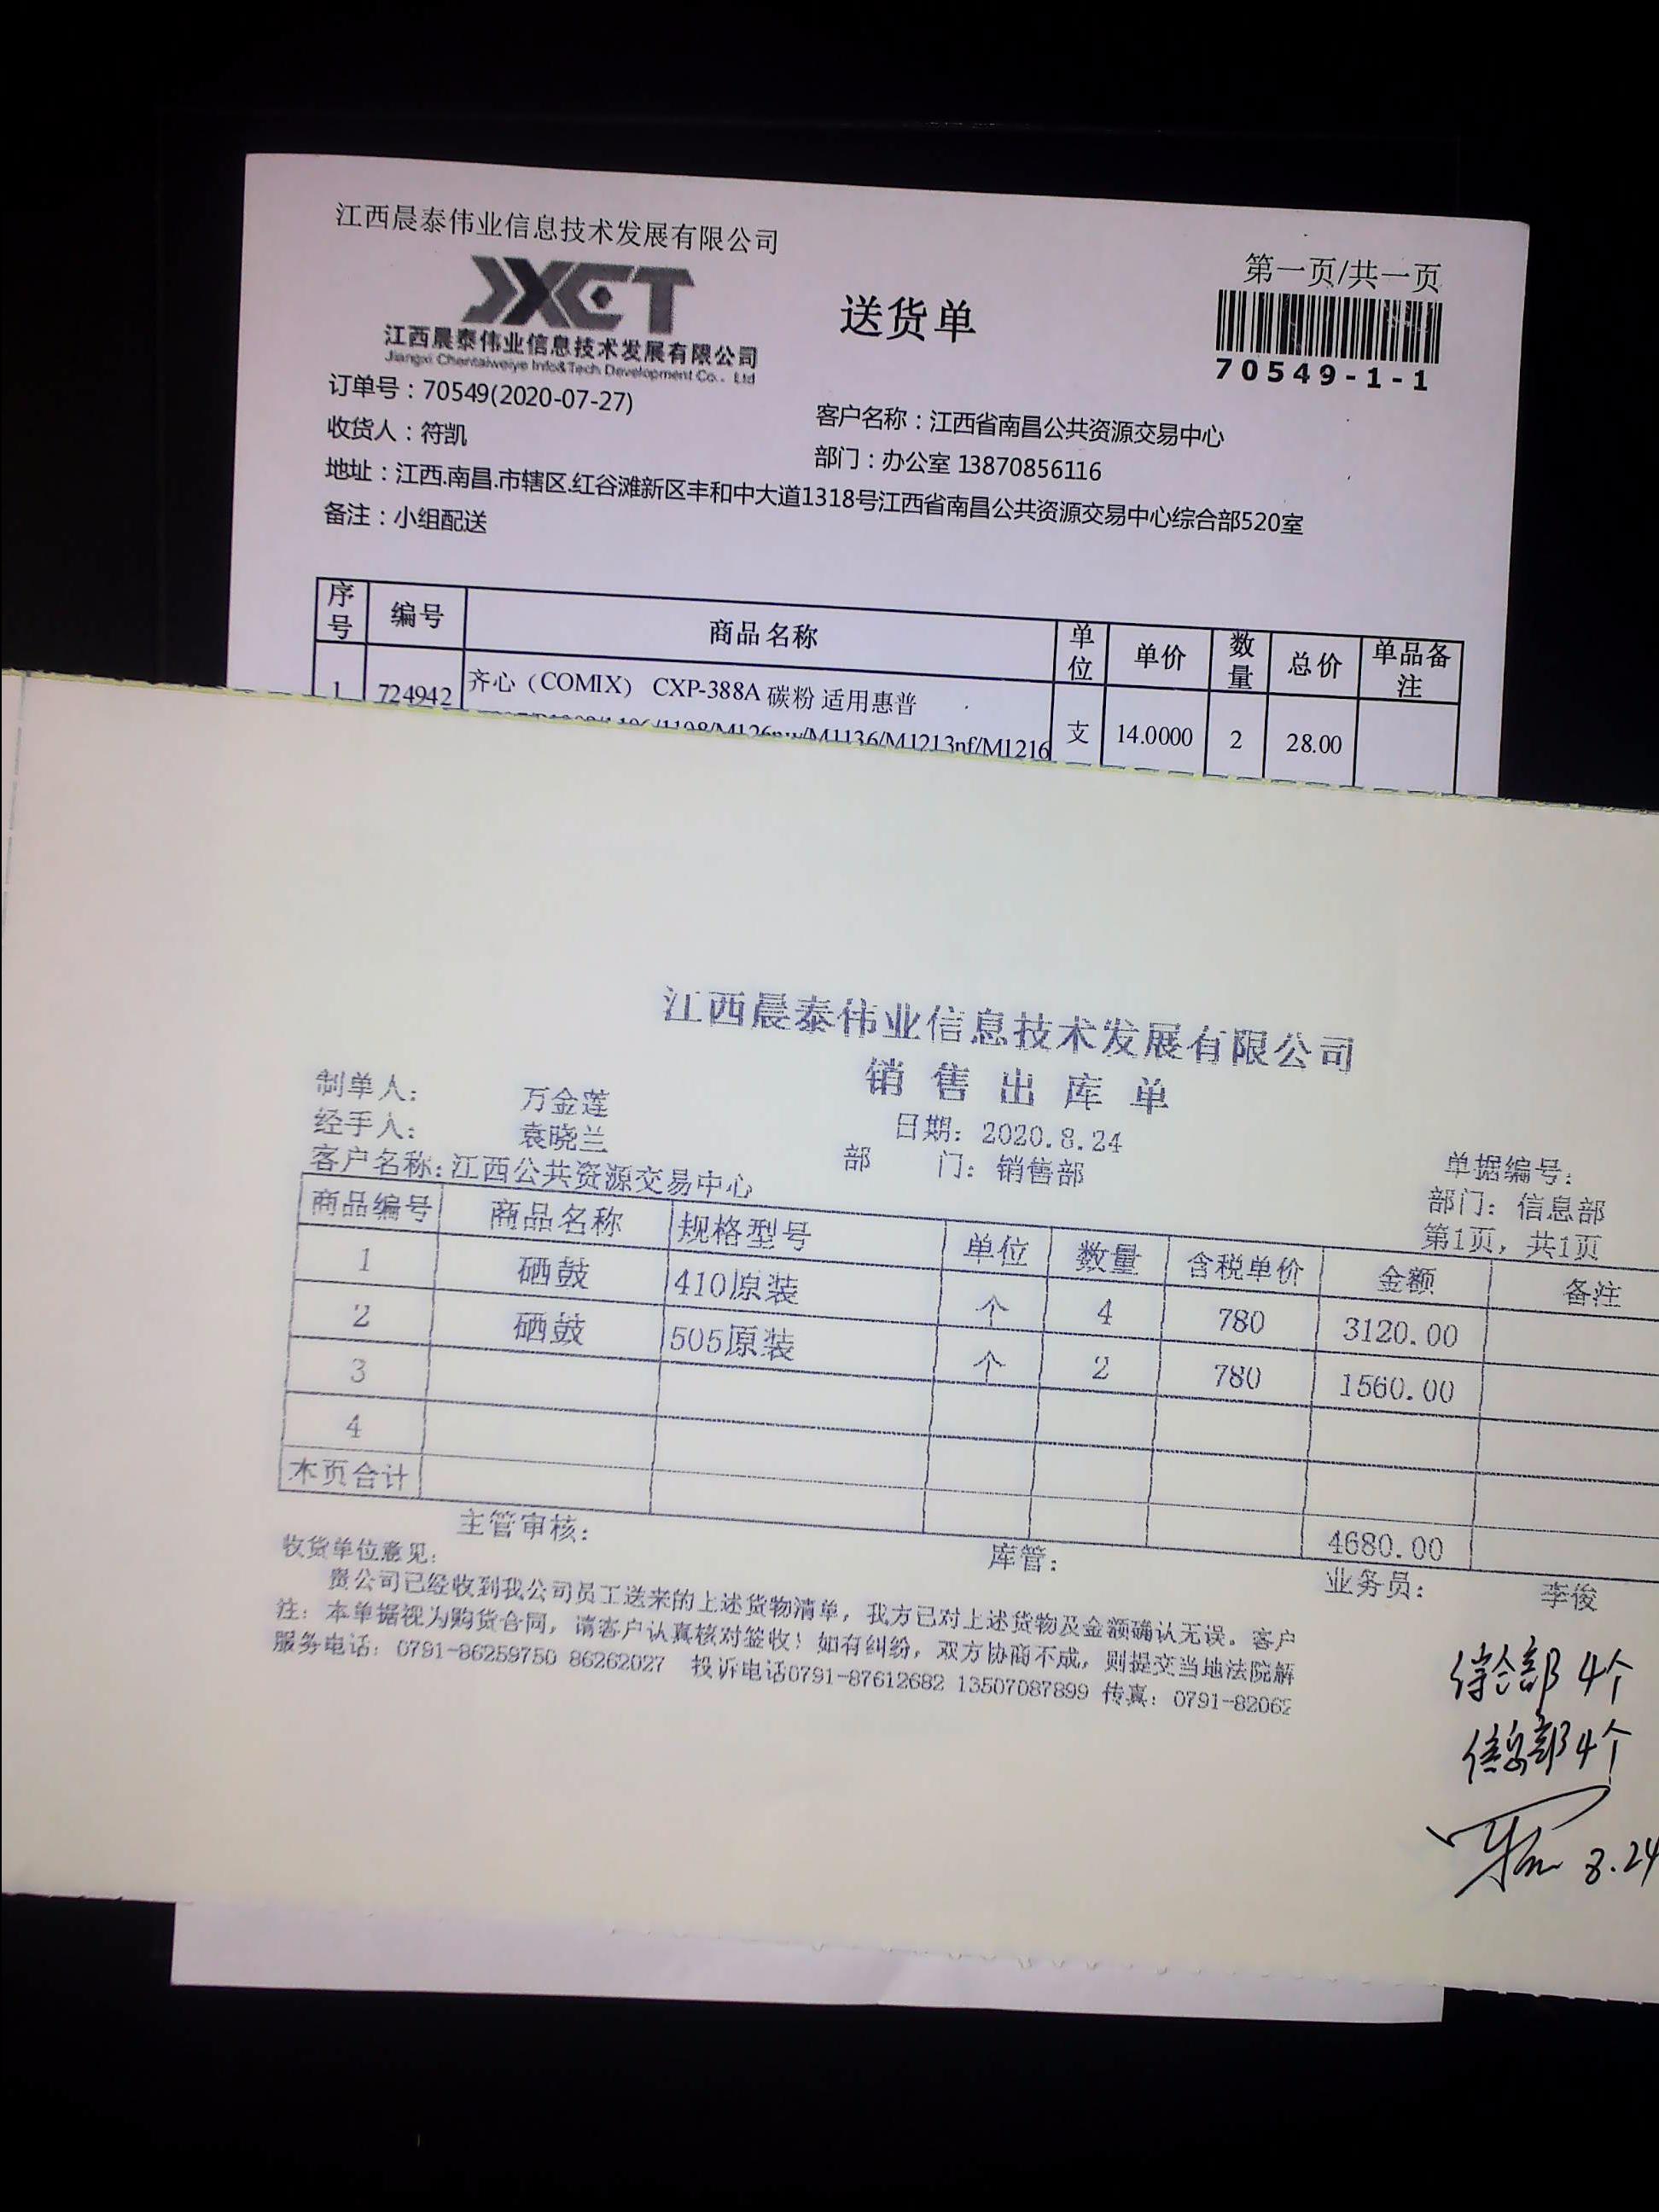 江西晨泰伟业信息技术发展有限公司
第一页/共一页
JXCT
送货单
江西晨泰伟业信息技术发展有限公司
Jiangxi Chentaiweiye Info&Tech Development Co., Ltd
70549-1-1
订单号：70549(2020-07-27)
客户名称：江西省南昌公共资源交易中心
收货人：符凯
部门：办公室 13870856116
地址：江西.南昌.市辖区.红谷滩新区丰和中大道1318号江西省南昌公共资源交易中心综合部520室
备注：小组配送
序号 编号 商品名称 单位 单价 数量 总价 单品备注
1 724942 齐心（COMIX） CXP-388A 碳粉 适用惠普 支 14.0000 2 28.00
/1106/1108/M126nw/M1136/M1213nf/M1216
江西晨泰伟业信息技术发展有限公司
销售出库单
制单人： 万金莲
日期：2020.8.24
单据编号：
经手人： 袁晓兰
部 门：销售部
部门：信息部
客户名称：江西公共资源交易中心
第1页，共1页
商品编号 商品名称 规格型号 单位 数量 含税单价 金额 备注
1 硒鼓 410原装 个 4 780 3120.00
2 硒鼓 505原装 个 2 780 1560.00
3
4
本页合计 4680.00
主管审核： 库管： 业务员： 李俊
收货单位意见：
贵公司已经收到我公司员工送来的上述货物清单，我方已对上述货物及金额确认无误。客户
注：本单据视为购货合同，请客户认真核对签收！如有纠纷，双方协商不成，则提交当地法院解
服务电话：0791-86259750 86262027 投诉电话0791-87612682 13507087899 传真：0791-82062
综合部 4个
信息部 4个
8.24